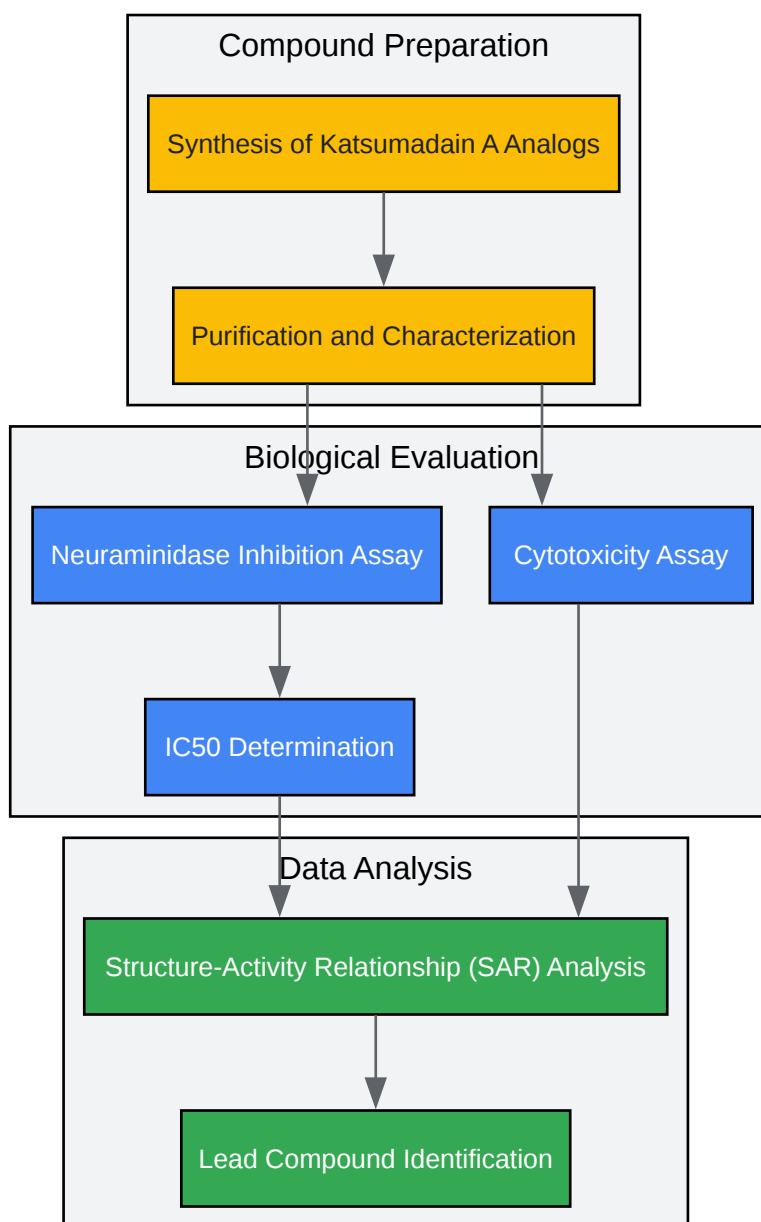 Compound Preparation
Synthesis of Katsumadain A Analogs
Purification and Characterization
Biological Evaluation
Neuraminidase Inhibition Assay
Cytotoxicity Assay
IC50 Determination
Data Analysis
Structure-Activity Relationship (SAR) Analysis
Lead Compound Identification